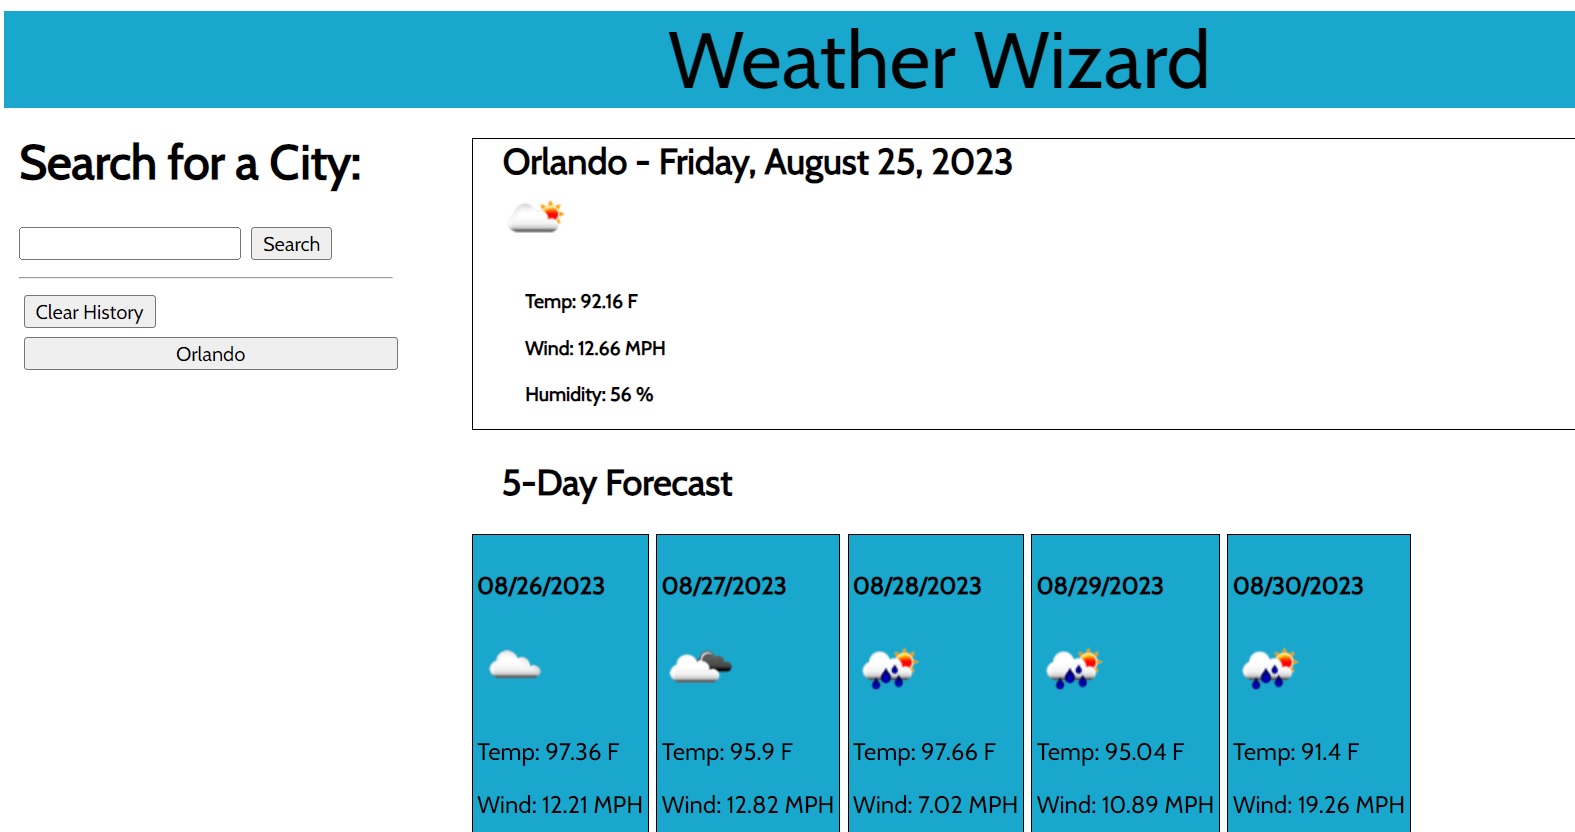 Weather Wizard
Search for a City:
Search
Clear History
Orlando
Orlando - Friday, August 25, 2023
Temp: 92.16 F
Wind: 12.66 MPH
Humidity: 56 %
5-Day Forecast
08/26/2023
Temp: 97.36 F
Wind: 12.21 MPH
08/27/2023
Temp: 95.9 F
Wind: 12.82 MPH
08/28/2023
Temp: 97.66 F
Wind: 7.02 MPH
08/29/2023
Temp: 95.04 F
Wind: 10.89 MPH
08/30/2023
Temp: 91.4 F
Wind: 19.26 MPH